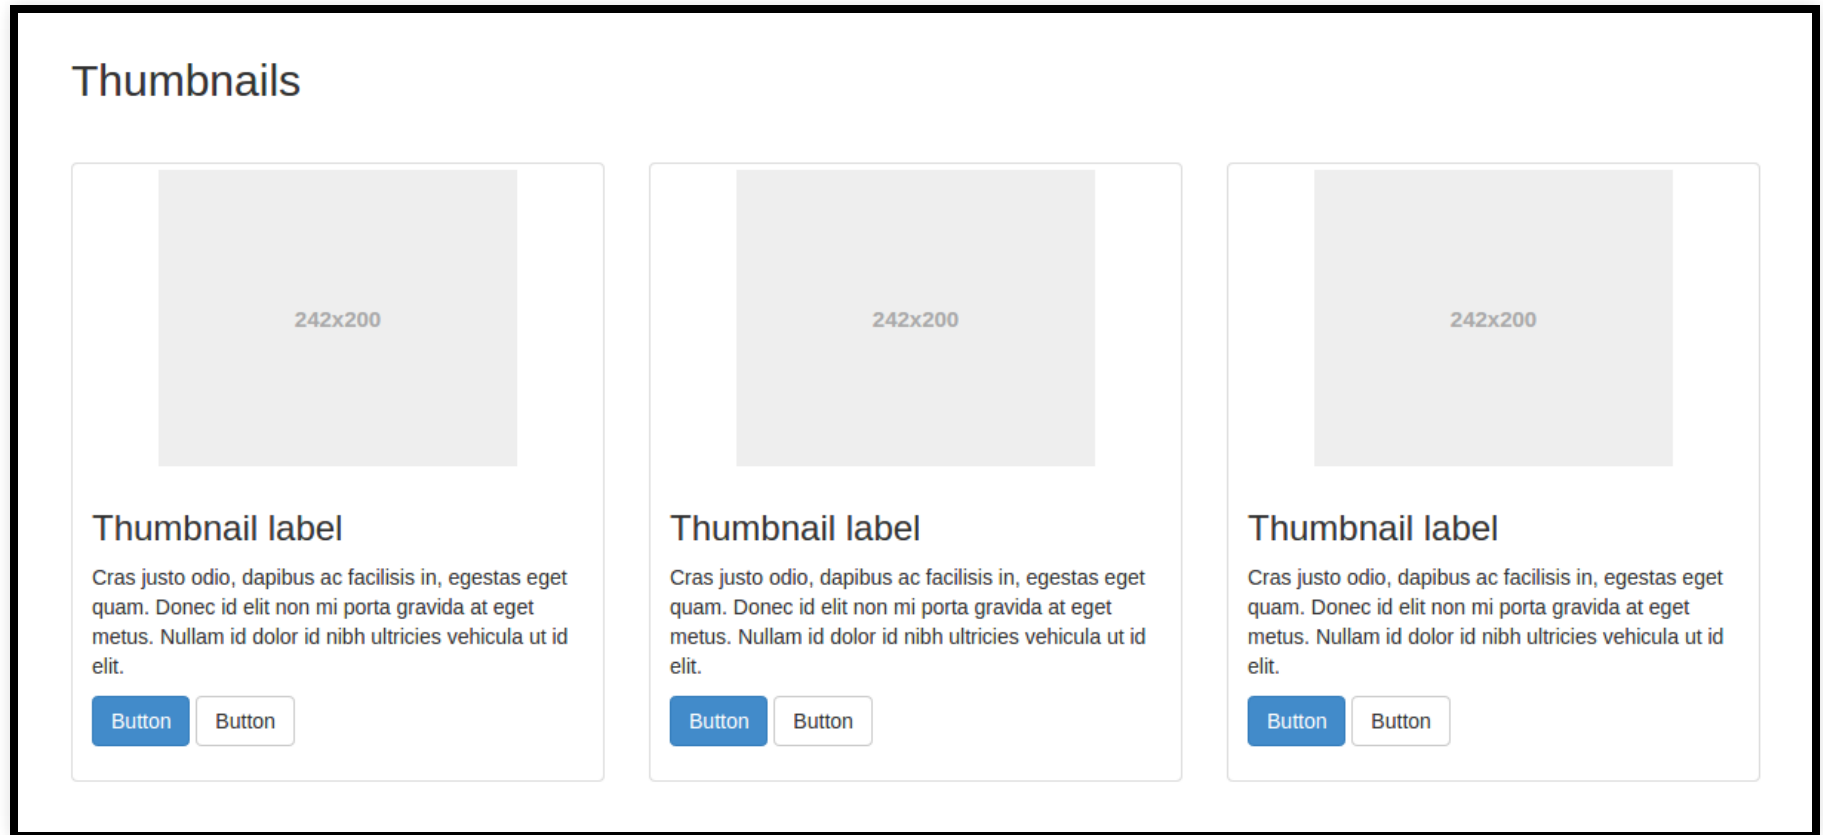 Thumbnails
242x200
Thumbnail label
Cras justo odio, dapibus ac facilisis in, egestas eget
quam. Donec id elit non mi porta gravida at eget
metus. Nullam id dolor id nibh ultricies vehicula ut id
elit.
Button Button
242x200
Thumbnail label
Cras justo odio, dapibus ac facilisis in, egestas eget
quam. Donec id elit non mi porta gravida at eget
metus. Nullam id dolor id nibh ultricies vehicula ut id
elit.
Button Button
242x200
Thumbnail label
Cras justo odio, dapibus ac facilisis in, egestas eget
quam. Donec id elit non mi porta gravida at eget
metus. Nullam id dolor id nibh ultricies vehicula ut id
elit.
Button Button